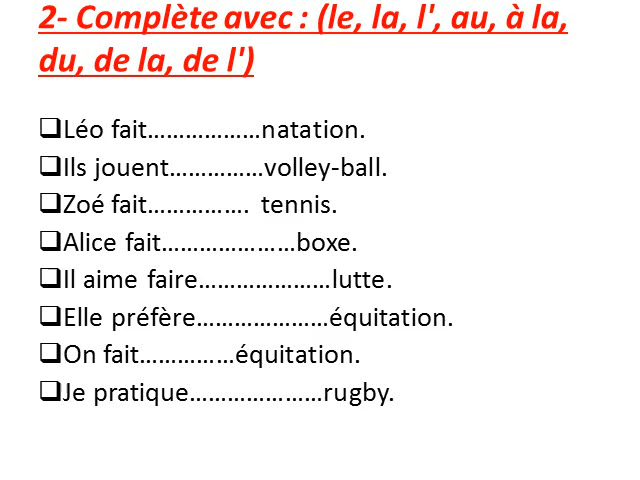 2- Complète avec : (le, la, l', au, à la,
du, de la, de l')
❑Léo fait………………natation.
❑Ils jouent……………volley-ball.
❑Zoé fait……………. tennis.
❑Alice fait…………………boxe.
❑Il aime faire…………………lutte.
❑Elle préfère…………………équitation.
❑On fait……………équitation.
❑Je pratique…………………rugby.